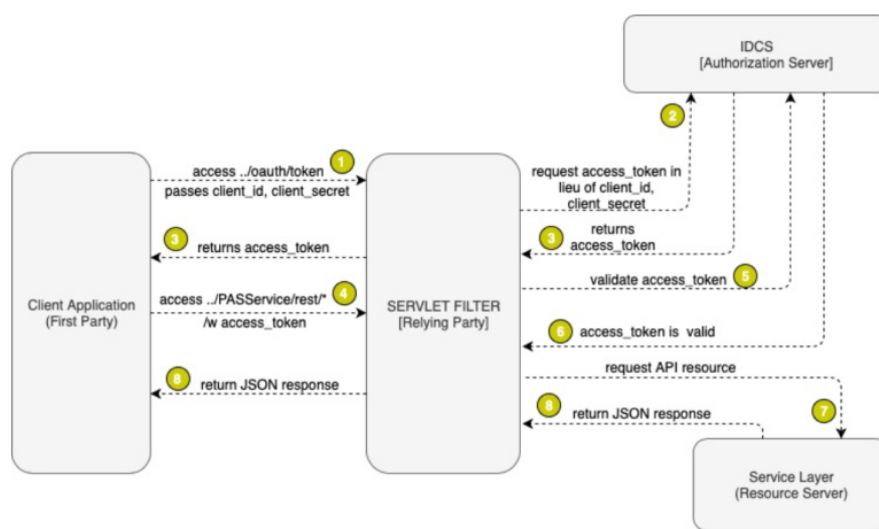 IDCS
[Authorization Server]
2
1
access ../oauth/token
passes client_id, client_secret
request access_token in
lieu of client_id,
client_secret
3
returns access_token
3
returns
access_token
validate access_token
5
Client Application
(First Party)
access ../PASService/rest/*
4
/w access_token
SERVLET FILTER
[Relying Party]
6
access_token is valid
request API resource
8
return JSON response
8
return JSON response
7
Service Layer
(Resource Server)